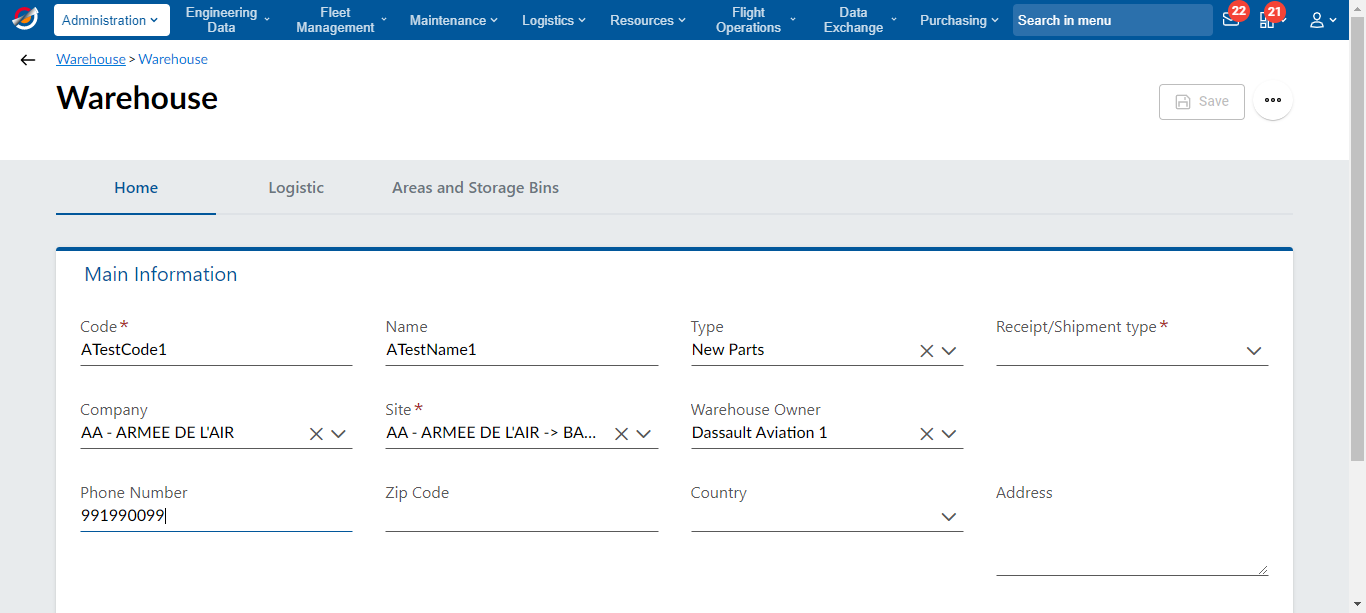 Administration
Engineering Data
Fleet Management
Maintenance
Logistics
Resources
Flight Operations
Data Exchange
Purchasing
Search in menu
22
21
Warehouse > Warehouse
Warehouse
Save
Home
Logistic
Areas and Storage Bins
Main Information
Code*
ATestCode1
Name
ATestName1
Type
New Parts
Receipt/Shipment type*
Company
AA - ARMEE DE L'AIR
Site*
AA - ARMEE DE L'AIR -> BA...
Warehouse Owner
Dassault Aviation 1
Phone Number
991990099
Zip Code
Country
Address